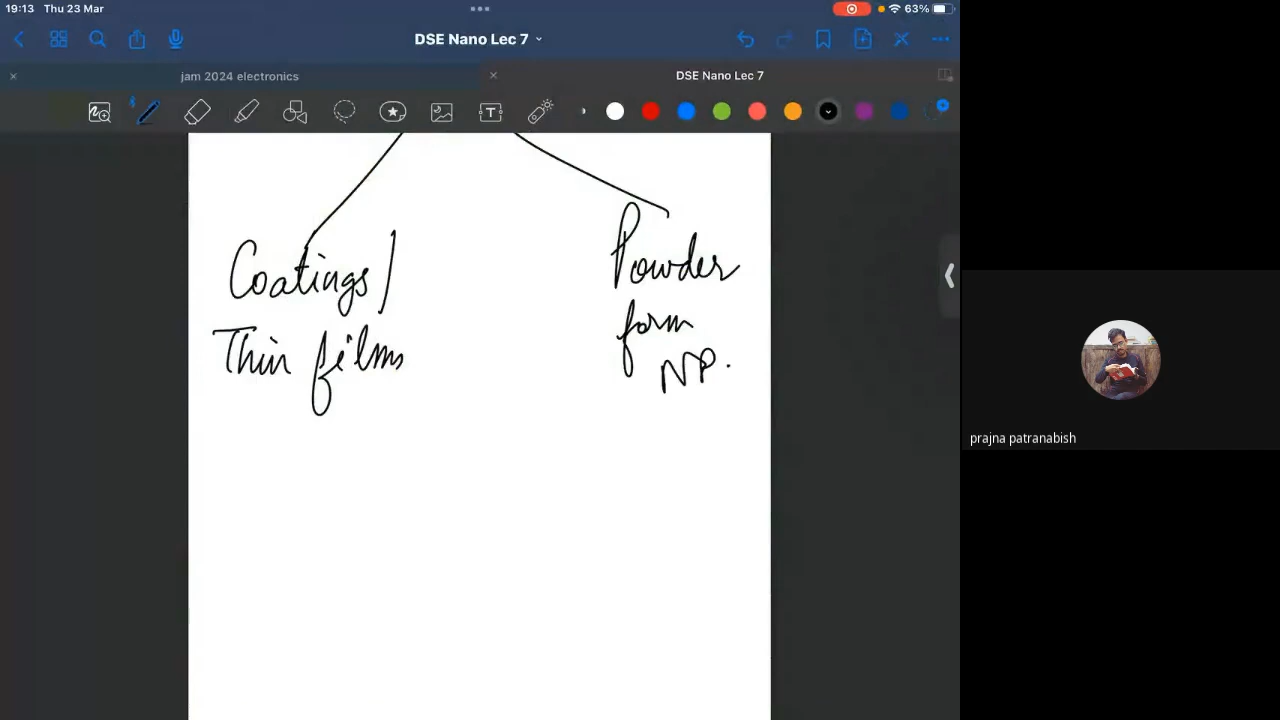 19:13 Thu 23 Mar
63%
DSE Nano Lec 7
jam 2024 electronics
DSE Nano Lec 7
Coatings/
Thin films
Powder
form
NP.
prajna patranabish